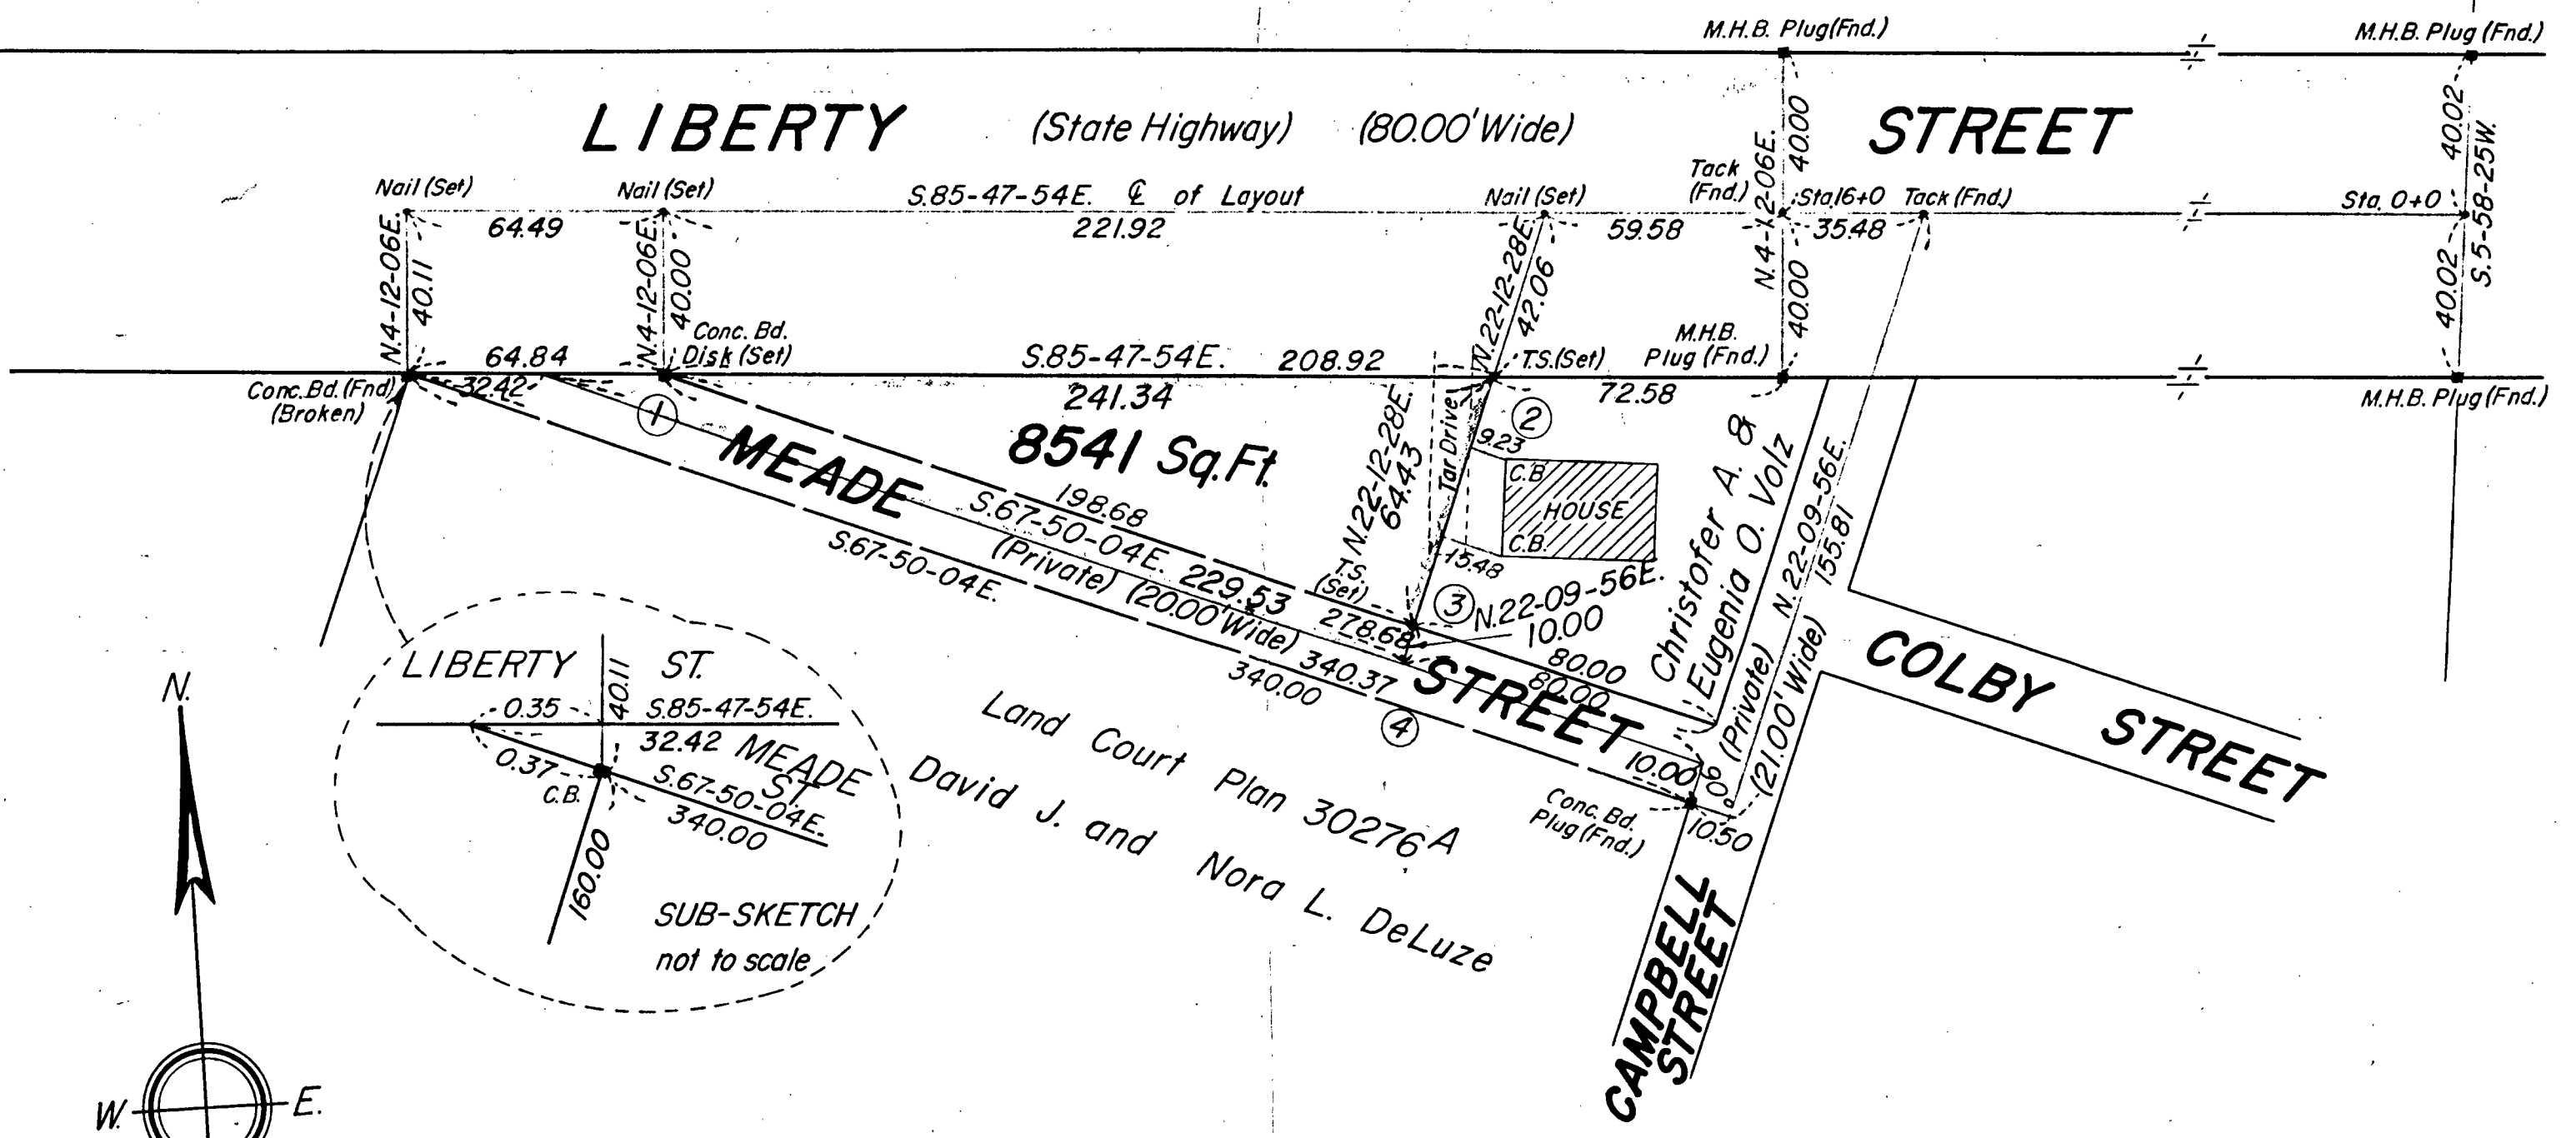 M.H.B. Plug(Fnd.)
M.H.B. Plug (Fnd.)
LIBERTY (State Highway) (80.00' Wide) STREET
40.00
N.4-12-06E.
40.02
S.5-58-25W.
Tack
(Fnd.)
Nail (Set)
Nail (Set)
S.85-47-54E. ℄ of Layout
Nail (Set)
Sta.16+0
Tack (Fnd.)
Sta. 0+0
64.49
221.92
59.58
35.48
N.4-12-06E.
40.11
N.4-12-06E.
40.00
N.22-12-28E.
42.06
40.00
40.02
Conc. Bd.
Disk (Set)
M.H.B.
Plug (Fnd.)
64.84
S.85-47-54E. 208.92
T.S.(Set)
Conc. Bd. (Fnd)
(Broken)
32.42
241.34
72.58
M.H.B. Plug (Fnd.)
1
2
MEADE
8541 Sq.Ft.
N.22-12-28E.
64.43
Tar Drive
9.23
C.B.
HOUSE
C.B.
15.48
Christofer A. &
Eugenia O. Volz
N. 22-09-56E.
155.81
198.68
S.67-50-04E. 229.53
(Private) (20.00' Wide)
S.67-50-04E.
T.S.
(Set)
278.68
340.37
340.00
3
N.22-09-56E.
10.00
80.00
80.00
STREET
4
10.00
90°
(Private)
(21.00' Wide)
COLBY STREET
Conc. Bd.
Plug (Fnd.)
10.50
CAMPBELL
STREET
Land Court Plan 30276A
David J. and Nora L. DeLuze
LIBERTY ST.
40.11
0.35
S.85-47-54E.
32.42
MEADE
ST.
0.37
C.B.
S.67-50-04E.
340.00
160.00
SUB-SKETCH
not to scale
N.
W.
E.